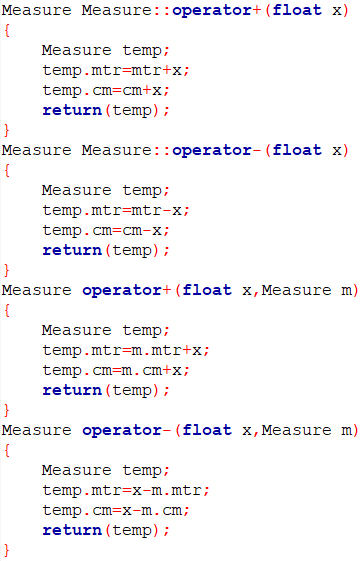 Measure Measure::operator+(float x)
{
    Measure temp;
    temp.mtr=mtr+x;
    temp.cm=cm+x;
    return(temp);
}
Measure Measure::operator-(float x)
{
    Measure temp;
    temp.mtr=mtr-x;
    temp.cm=cm-x;
    return(temp);
}
Measure operator+(float x,Measure m)
{
    Measure temp;
    temp.mtr=m.mtr+x;
    temp.cm=m.cm+x;
    return(temp);
}
Measure operator-(float x,Measure m)
{
    Measure temp;
    temp.mtr=x-m.mtr;
    temp.cm=x-m.cm;
    return(temp);
}